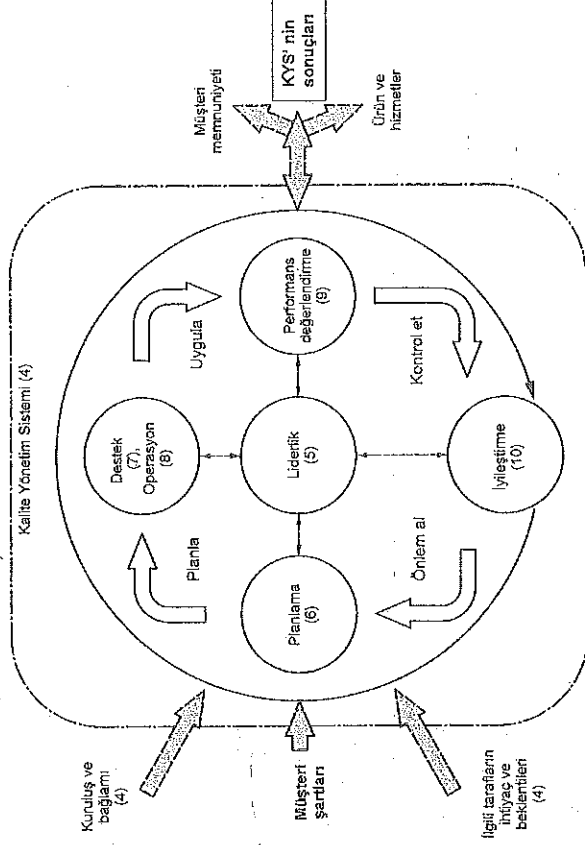 Kalite Yönetim Sistemi (4)
Kuruluş ve
bağlamı
(4)
Müşteri
şartları
İlgili tarafların
ihtiyaç ve
beklentileri
(4)
Planla
Destek
(7),
Operasyon
(8)
Uygula
Planlama
(6)
Liderlik
(5)
Performans
değerlendirme
(9)
Önlem al
İyileştirme
(10)
Kontrol et
Müşteri
memnuniyeti
KYS' nin
sonuçları
Ürün ve
hizmetler